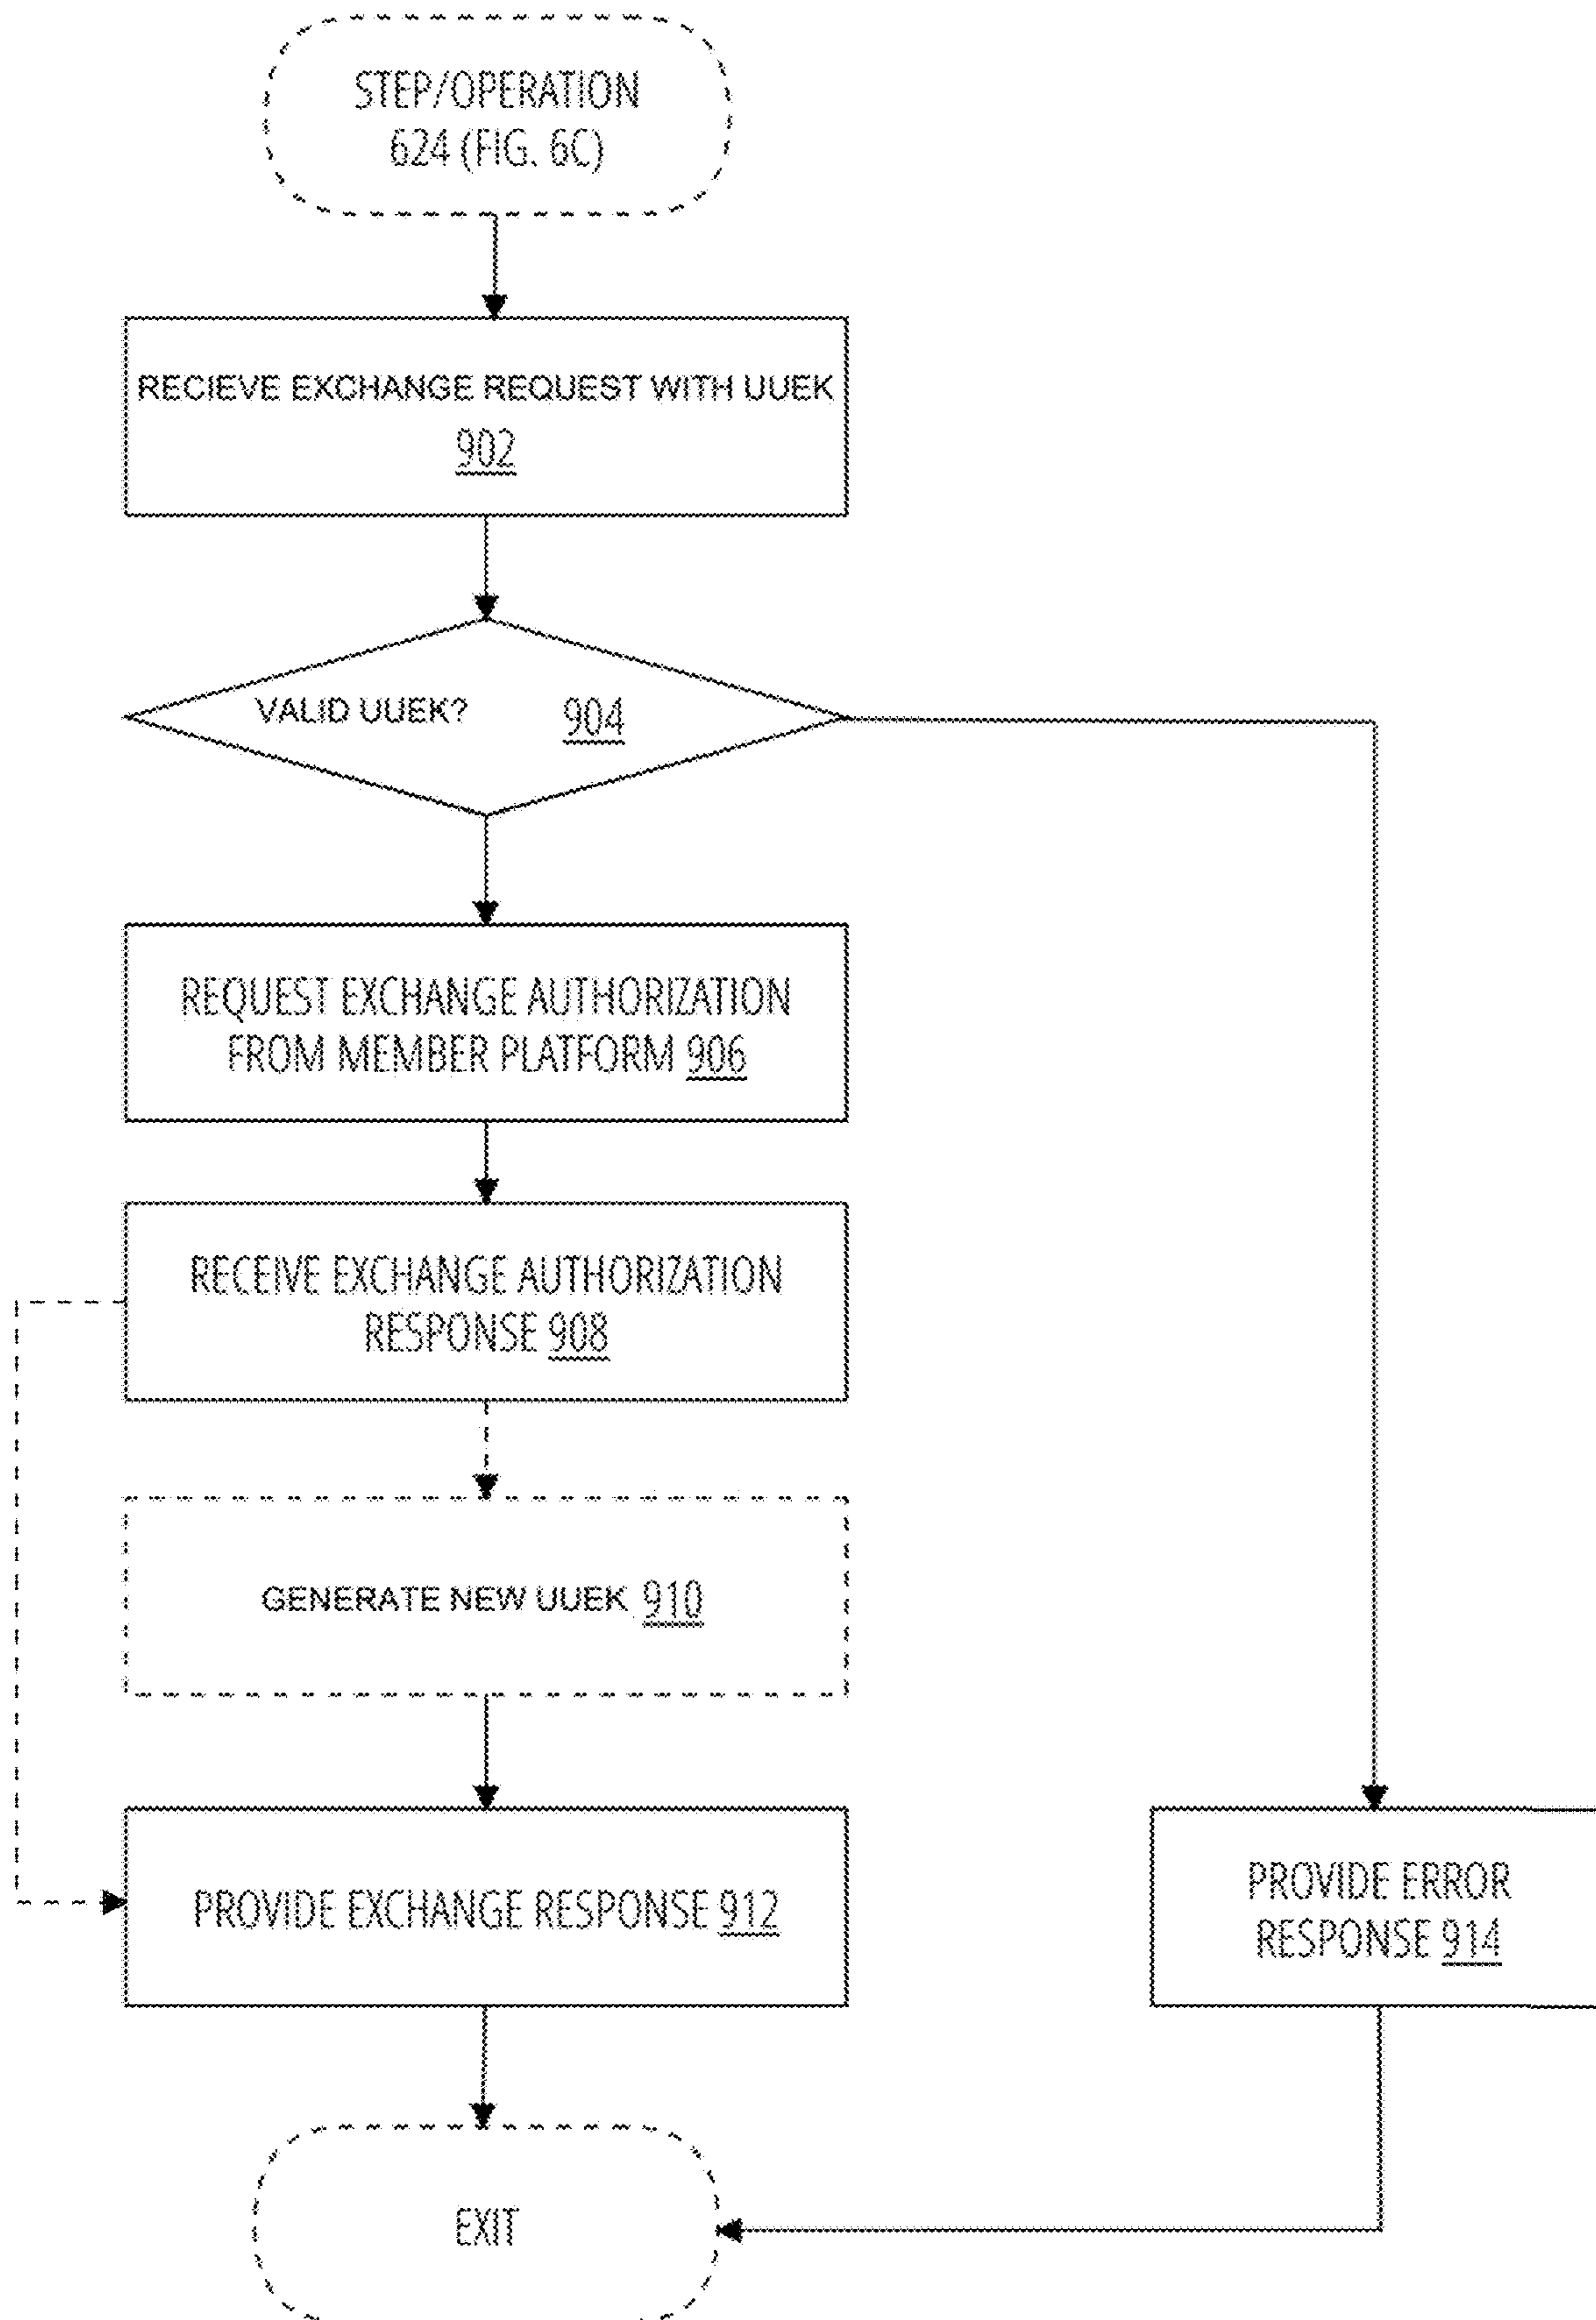 STEP/OPERATION
624 (FIG. 6C)
RECIEVE EXCHANGE REQUEST WITH UUEK
902
VALID UUEK? 904
REQUEST EXCHANGE AUTHORIZATION
FROM MEMBER PLATFORM 906
RECEIVE EXCHANGE AUTHORIZATION
RESPONSE 908
GENERATE NEW UUEK 910
PROVIDE EXCHANGE RESPONSE 912
PROVIDE ERROR
RESPONSE 914
EXIT